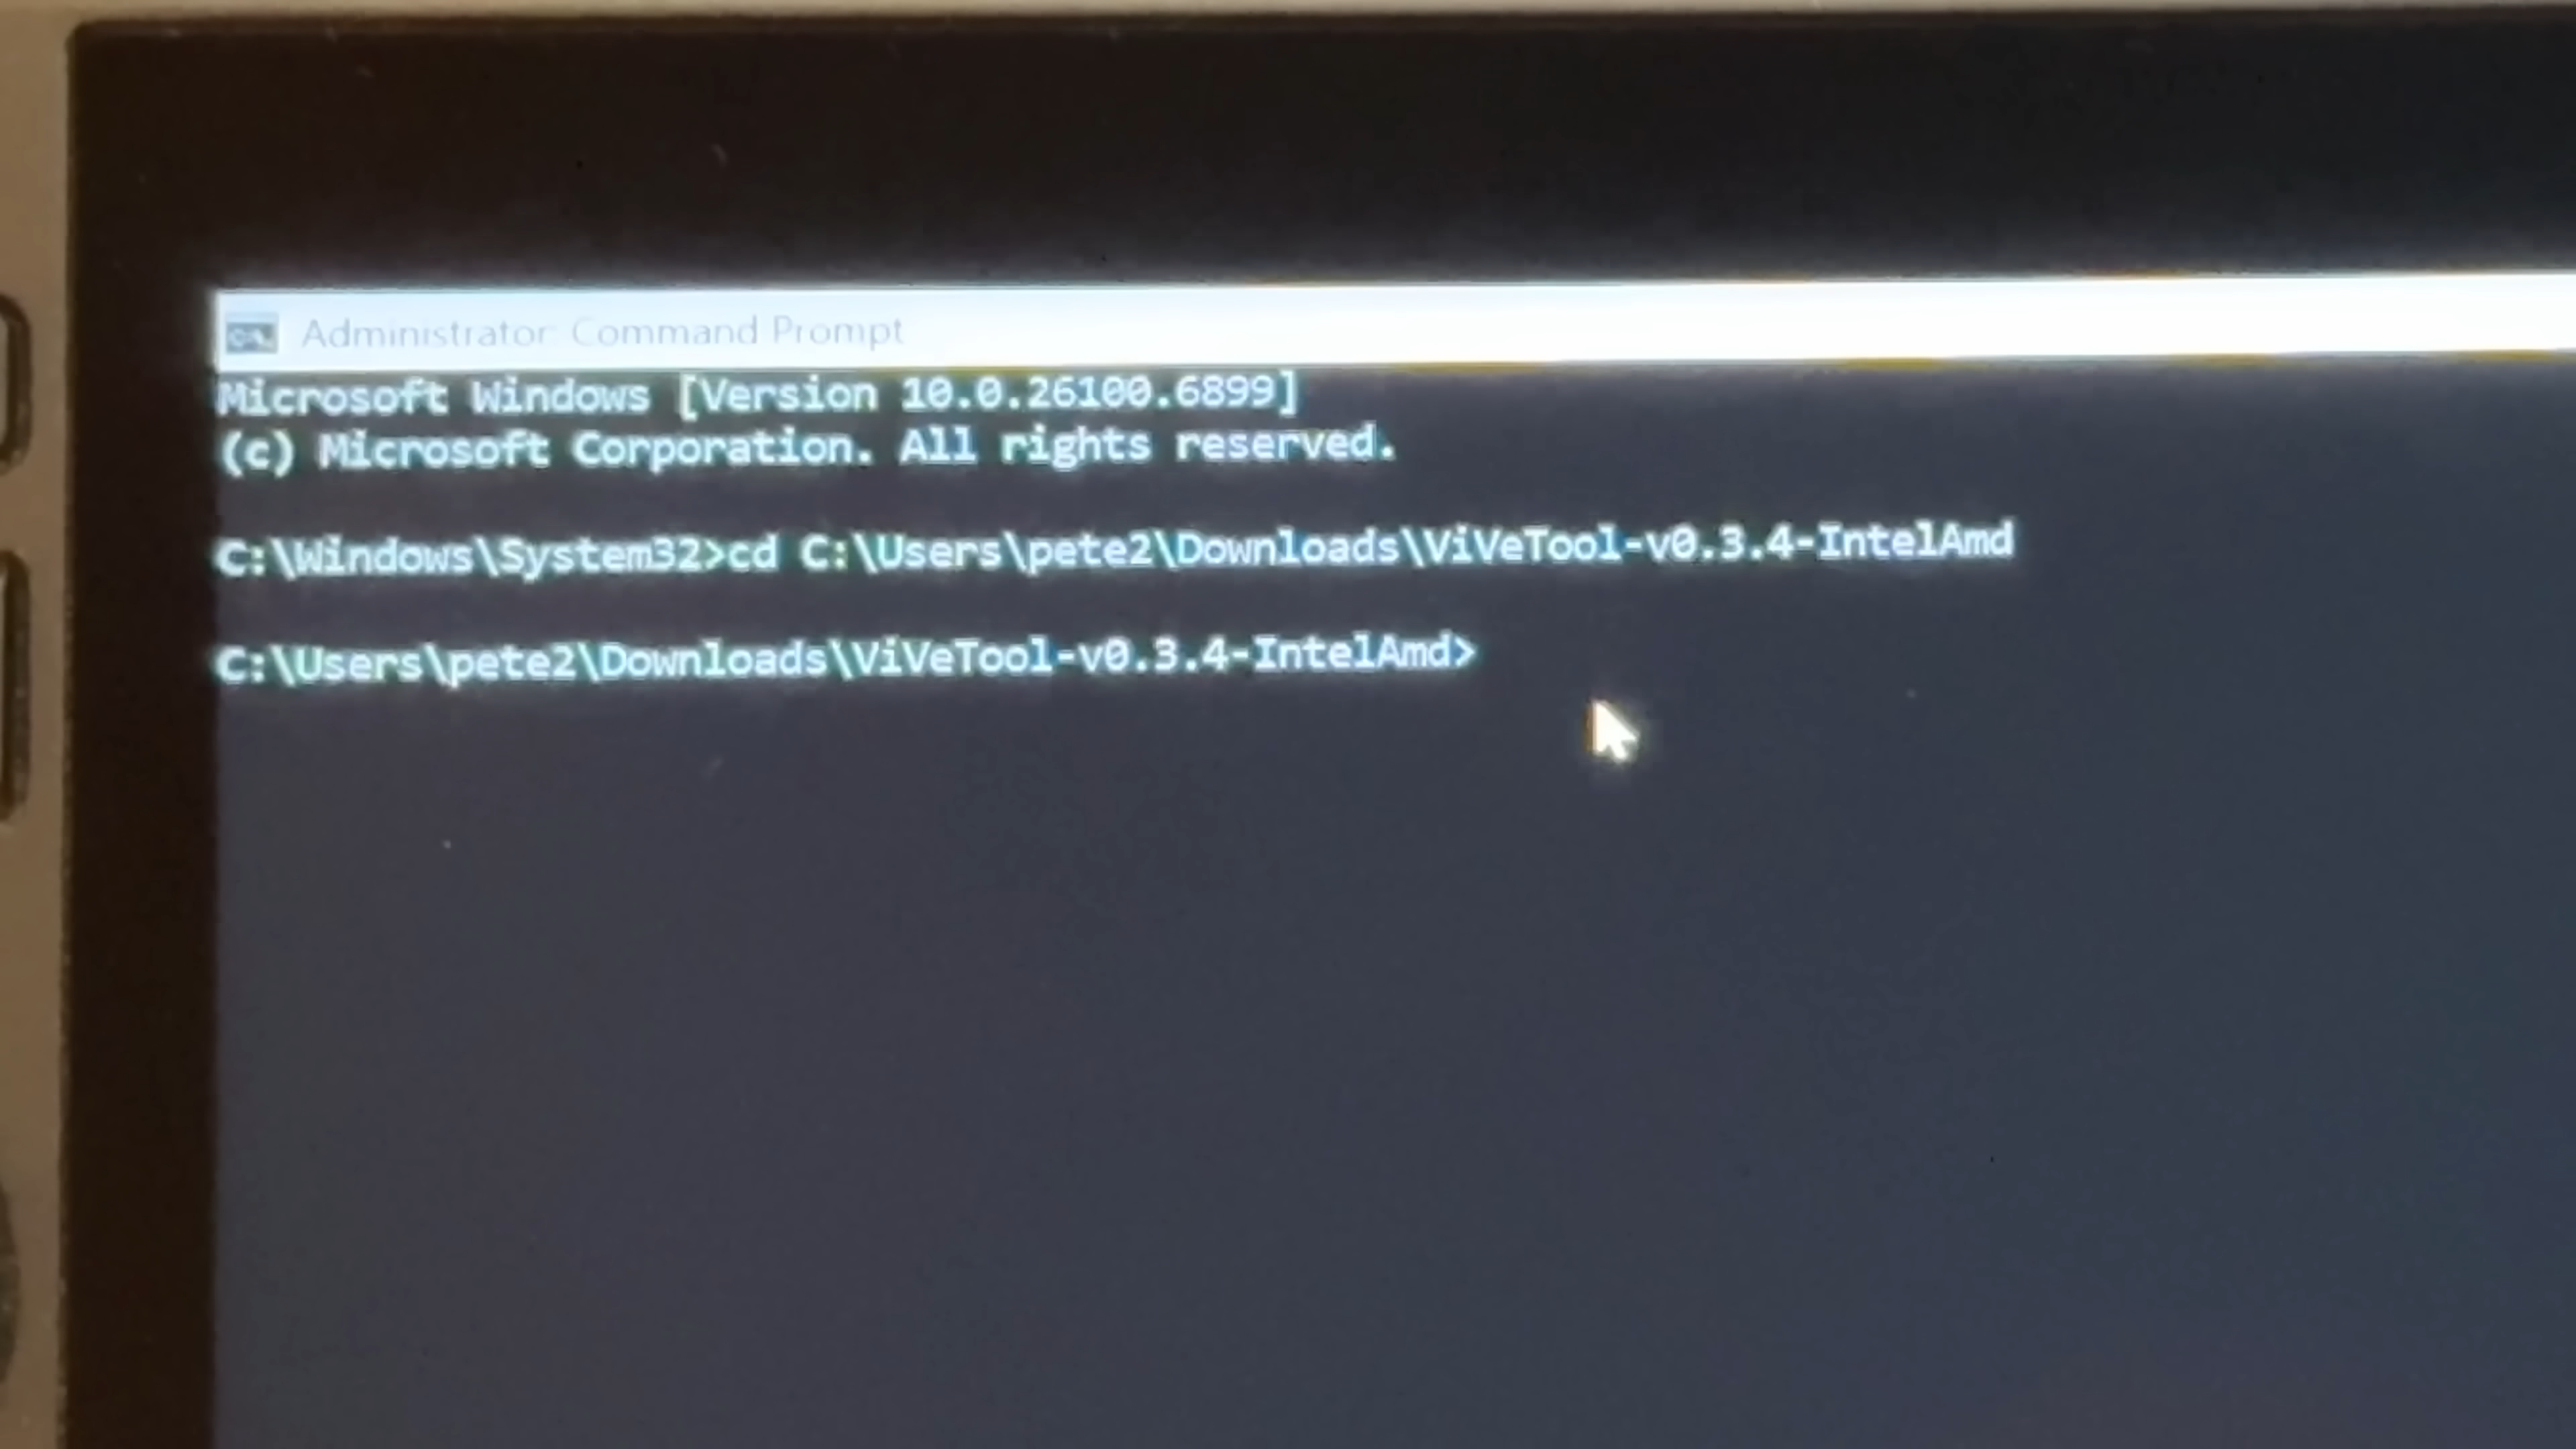 Administrator: Command Prompt
Microsoft Windows [Version 10.0.26100.6899]
(c) Microsoft Corporation. All rights reserved.
C:\Windows\System32>cd C:\Users\pete2\Downloads\ViVeTool-v0.3.4-IntelAmd
C:\Users\pete2\Downloads\ViVeTool-v0.3.4-IntelAmd>